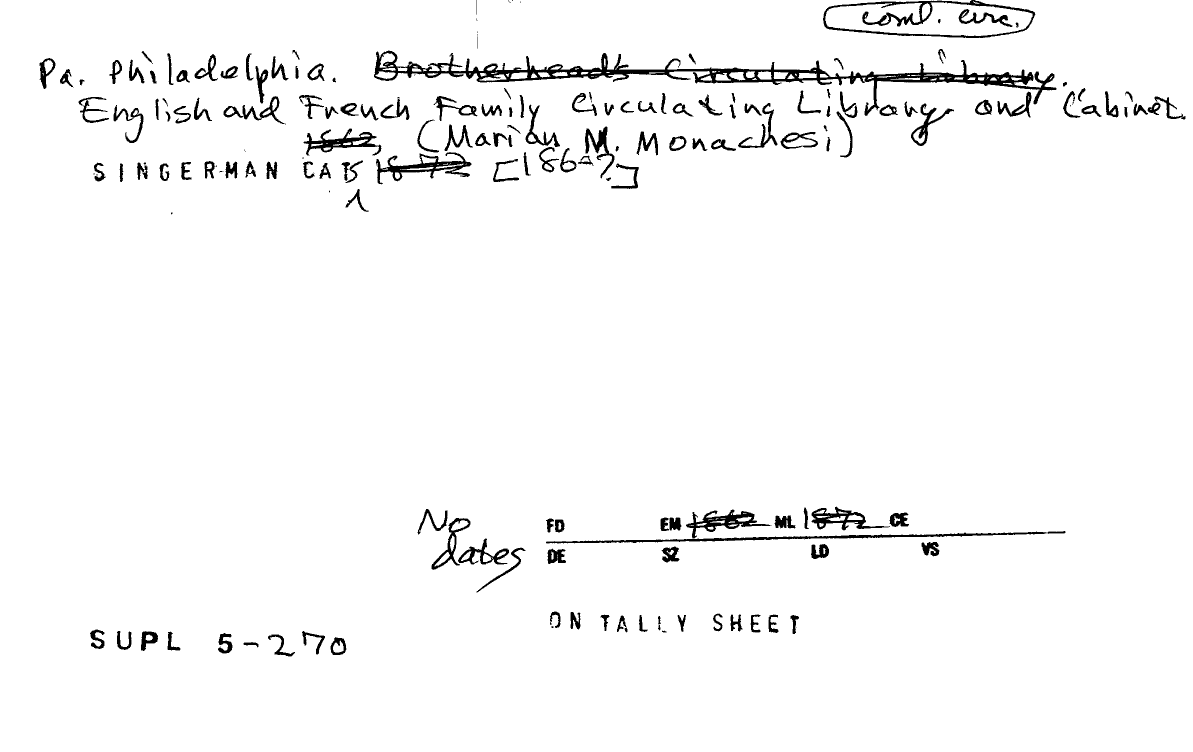 coml. circ.
Pa. Philadelphia. Brotherhead's Circulating Library.
English and French Family Circulating Library and Cabinet.
1862, (Marian M. Monachesi)
SINGERMAN CATS 1872 [186-?]
No dates
FD EM 1862 ML 1872 CE
DE SZ LD VS
ON TALLY SHEET
SUPL 5-270